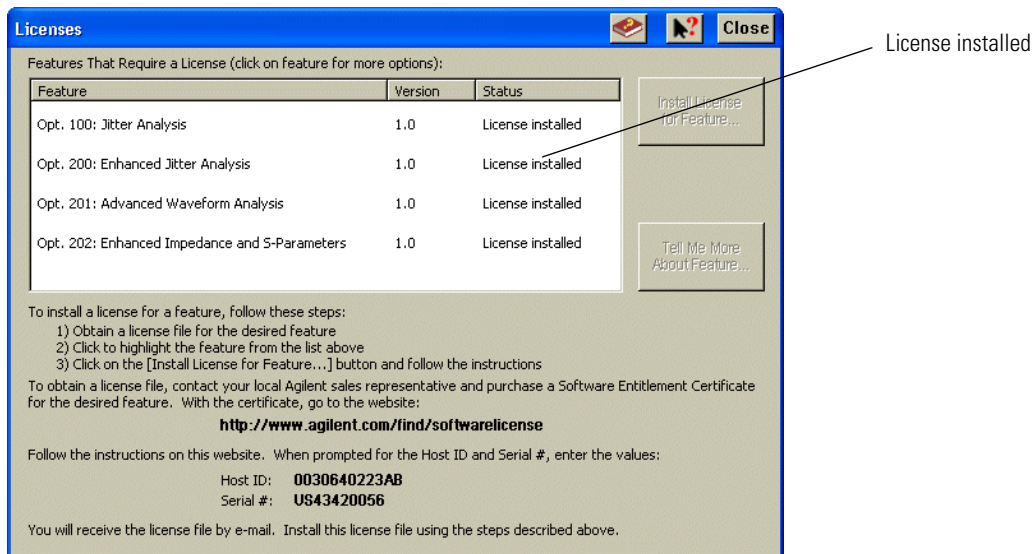 Licenses
Close
License installed
Features That Require a License (click on feature for more options):
Feature Version Status
Opt. 100: Jitter Analysis 1.0 License installed
Opt. 200: Enhanced Jitter Analysis 1.0 License installed
Opt. 201: Advanced Waveform Analysis 1.0 License installed
Opt. 202: Enhanced Impedance and S-Parameters 1.0 License installed
Install License
for Feature...
Tell Me More
About Feature...
To install a license for a feature, follow these steps:
1) Obtain a license file for the desired feature
2) Click to highlight the feature from the list above
3) Click on the [Install License for Feature...] button and follow the instructions
To obtain a license file, contact your local Agilent sales representative and purchase a Software Entitlement Certificate
for the desired feature. With the certificate, go to the website:
http://www.agilent.com/find/softwarelicense
Follow the instructions on this website. When prompted for the Host ID and Serial #, enter the values:
Host ID: 0030640223AB
Serial #: US43420056
You will receive the license file by e-mail. Install this license file using the steps described above.